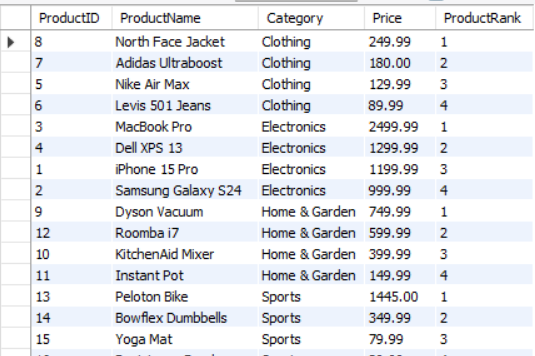 ProductID ProductName Category Price ProductRank
8 North Face Jacket Clothing 249.99 1
7 Adidas Ultraboost Clothing 180.00 2
5 Nike Air Max Clothing 129.99 3
6 Levis 501 Jeans Clothing 89.99 4
3 MacBook Pro Electronics 2499.99 1
4 Dell XPS 13 Electronics 1299.99 2
1 iPhone 15 Pro Electronics 1199.99 3
2 Samsung Galaxy S24 Electronics 999.99 4
9 Dyson Vacuum Home & Garden 749.99 1
12 Roomba i7 Home & Garden 599.99 2
10 KitchenAid Mixer Home & Garden 399.99 3
11 Instant Pot Home & Garden 149.99 4
13 Peloton Bike Sports 1445.00 1
14 Bowflex Dumbbells Sports 349.99 2
15 Yoga Mat Sports 79.99 3